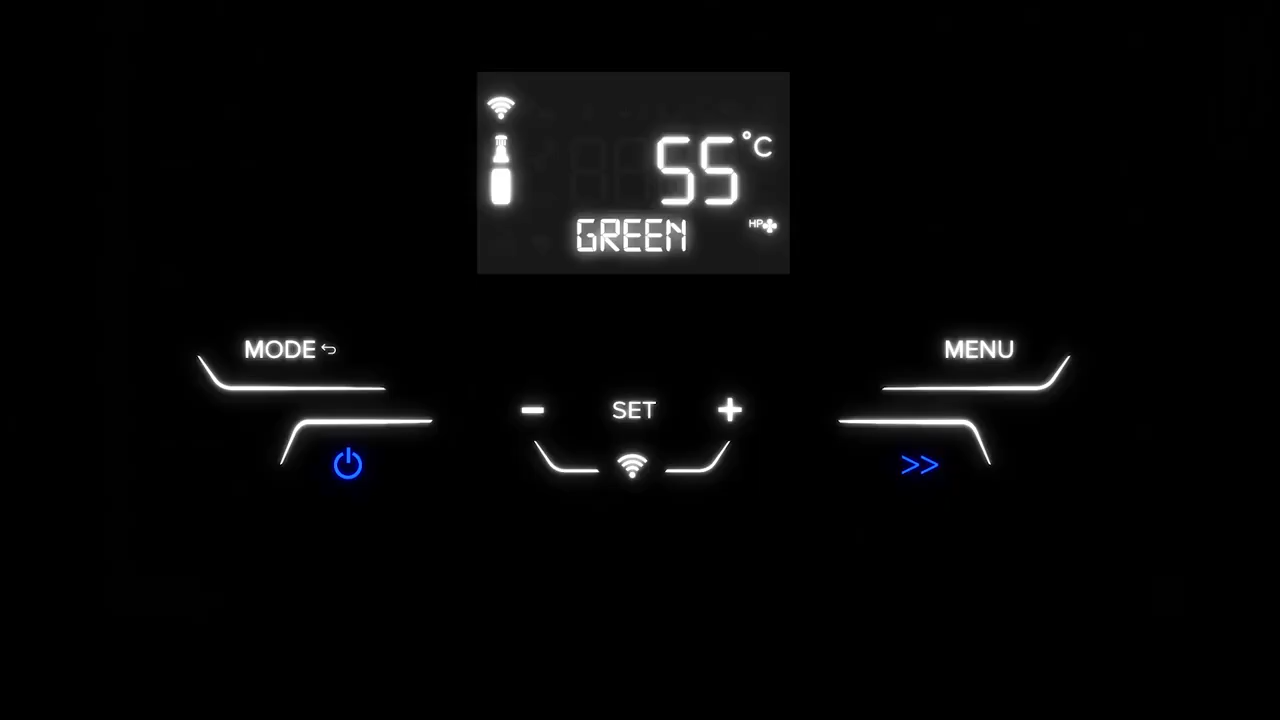 55°C
GREEN HP
MODE
MENU
- SET +
>>